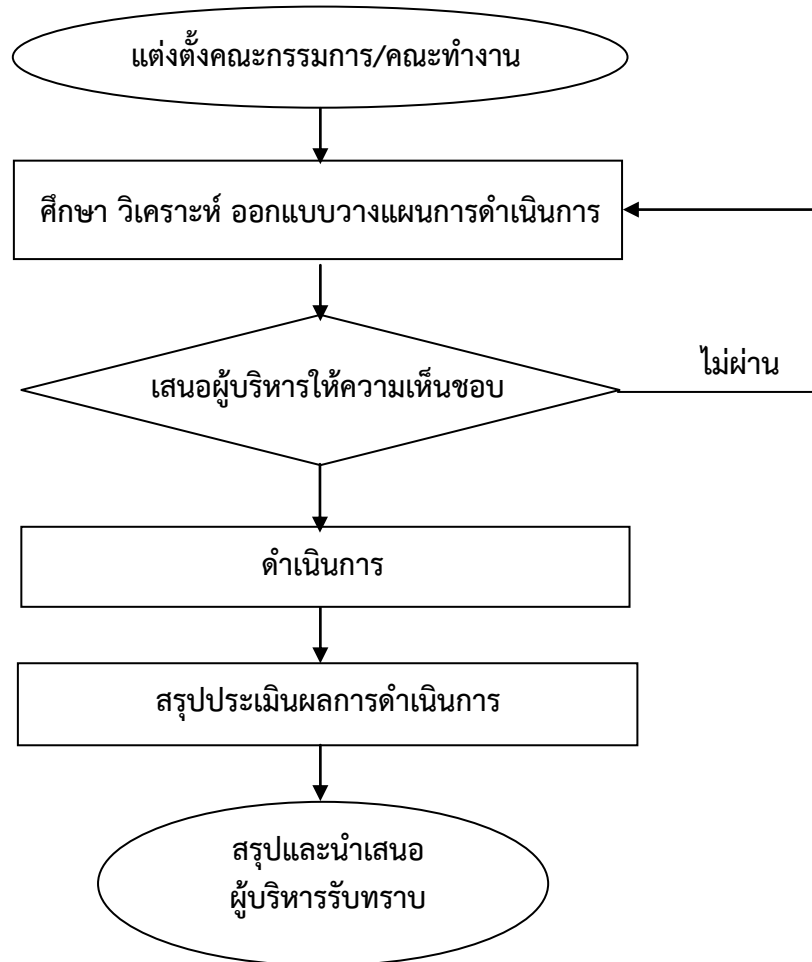 แต่งตั้งคณะกรรมการ/คณะทำงาน
ศึกษา วิเคราะห์ ออกแบบวางแผนการดำเนินการ
เสนอผู้บริหารให้ความเห็นชอบ
ไม่ผ่าน
ดำเนินการ
สรุปประเมินผลการดำเนินการ
สรุปและนำเสนอ
ผู้บริหารรับทราบ